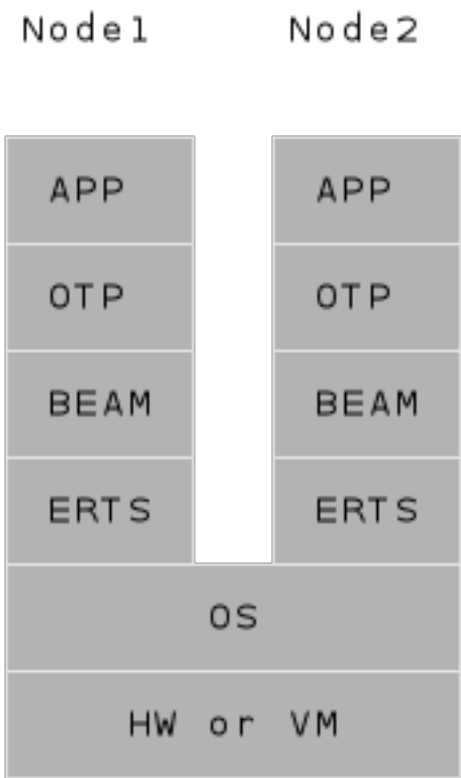 Node1 Node2
APP APP
OTP OTP
BEAM BEAM
ERTS ERTS
OS
HW or VM